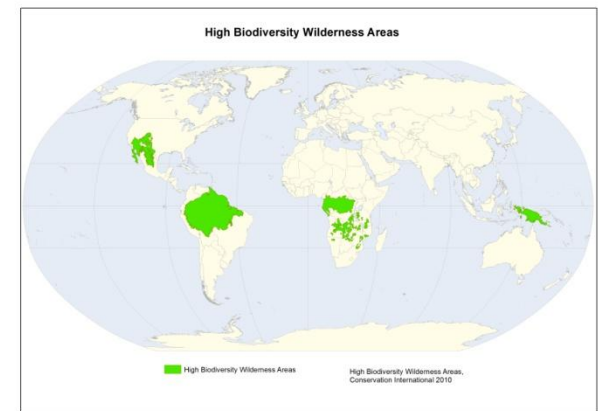 High Biodiversity Wilderness Areas
High Biodiversity Wilderness Areas
High Biodiversity Wilderness Areas,
Conservation International 2010